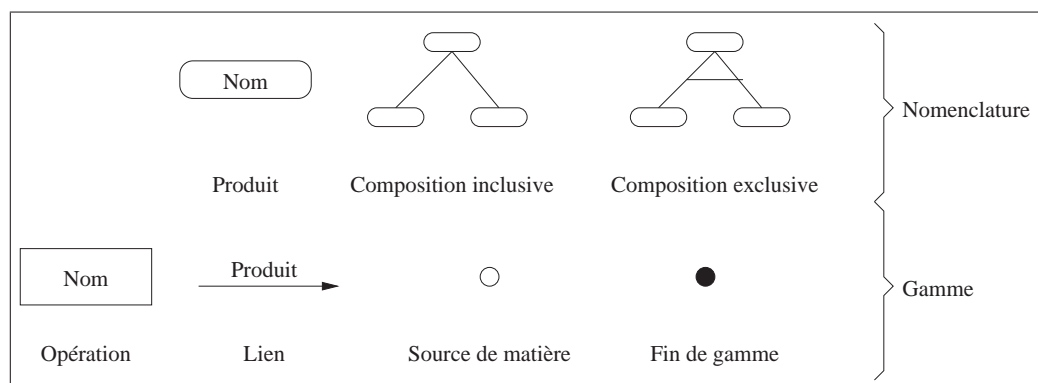 Nom
Nomenclature
Produit
Composition inclusive
Composition exclusive
Produit
Nom
Gamme
Opération
Lien
Source de matière
Fin de gamme